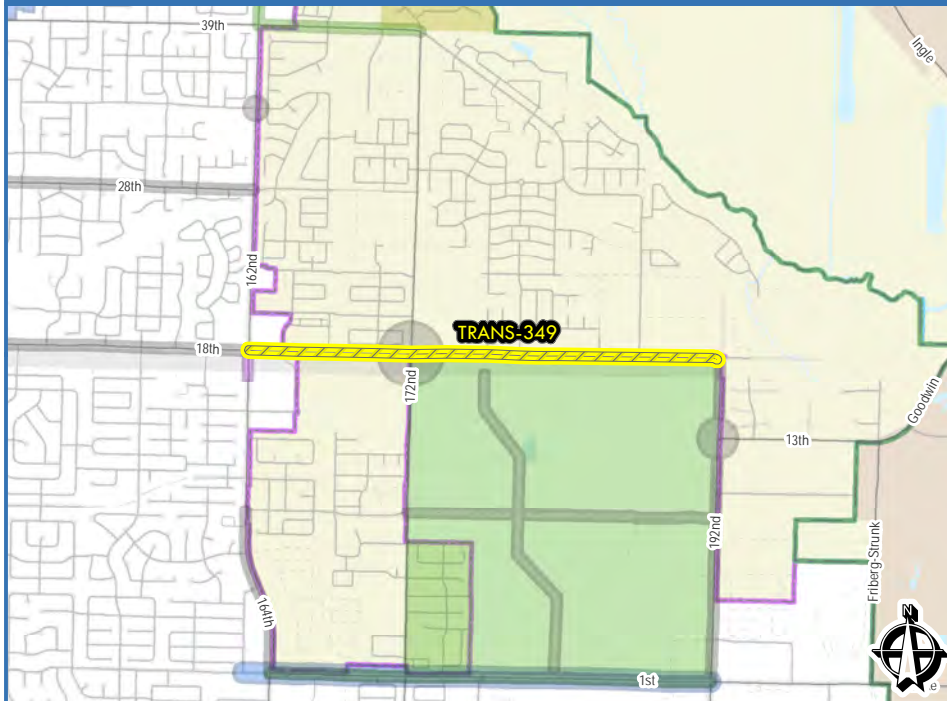 39th
Ingle
28th
162nd
TRANS-349
18th
172nd
Goodwin
13th
192nd
Friberg-Strunk
164th
N
1st
e